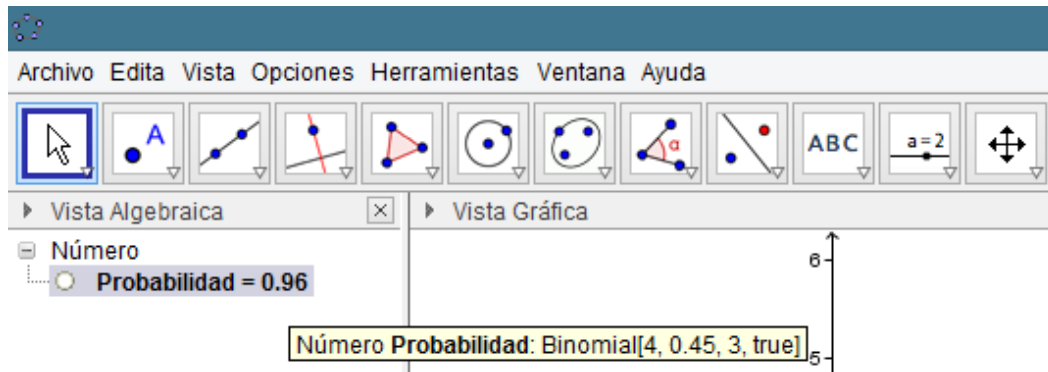 Archivo Edita Vista Opciones Herramientas Ventana Ayuda
A
α
ABC
a=2
Vista Algebraica
Vista Gráfica
Número
Probabilidad = 0.96
6
Número Probabilidad: Binomial[4, 0.45, 3, true]
5